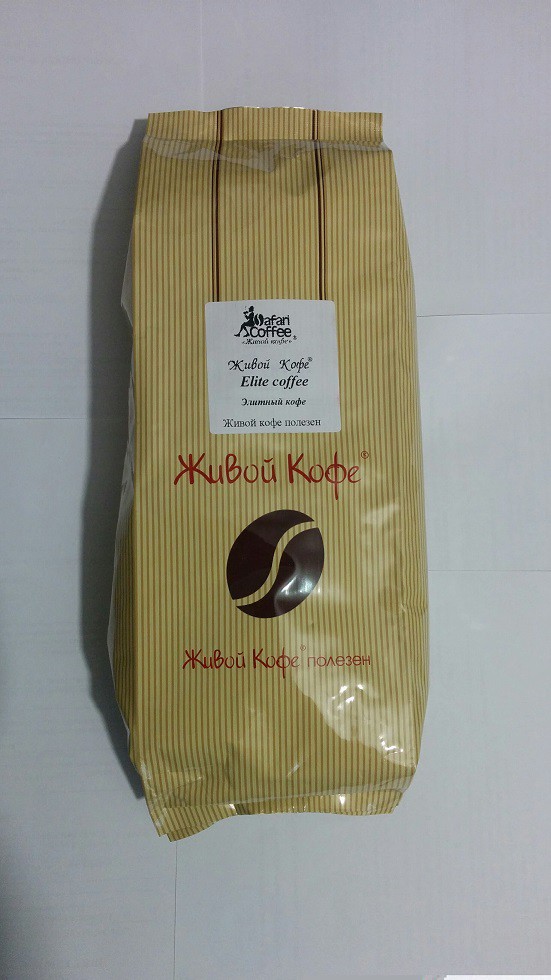 Safari
Coffee®
«Живой кофе»
Живой Кофе®
Elite coffee
Элитный кофе
Живой кофе полезен
Живой Кофе®
Живой Кофе® полезен